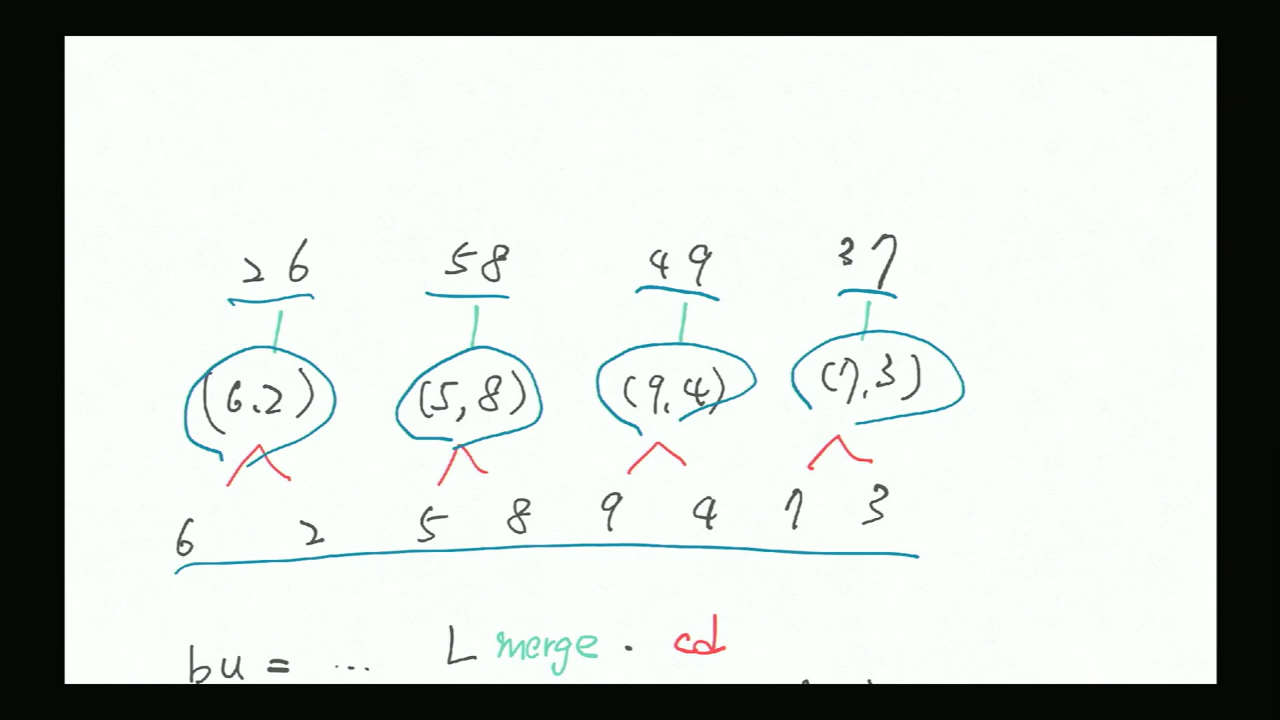 26 58 49 37
(6.2) (5,8) (9,4) (7,3)
6 2 5 8 9 4 7 3
bu = ... L merge . cd